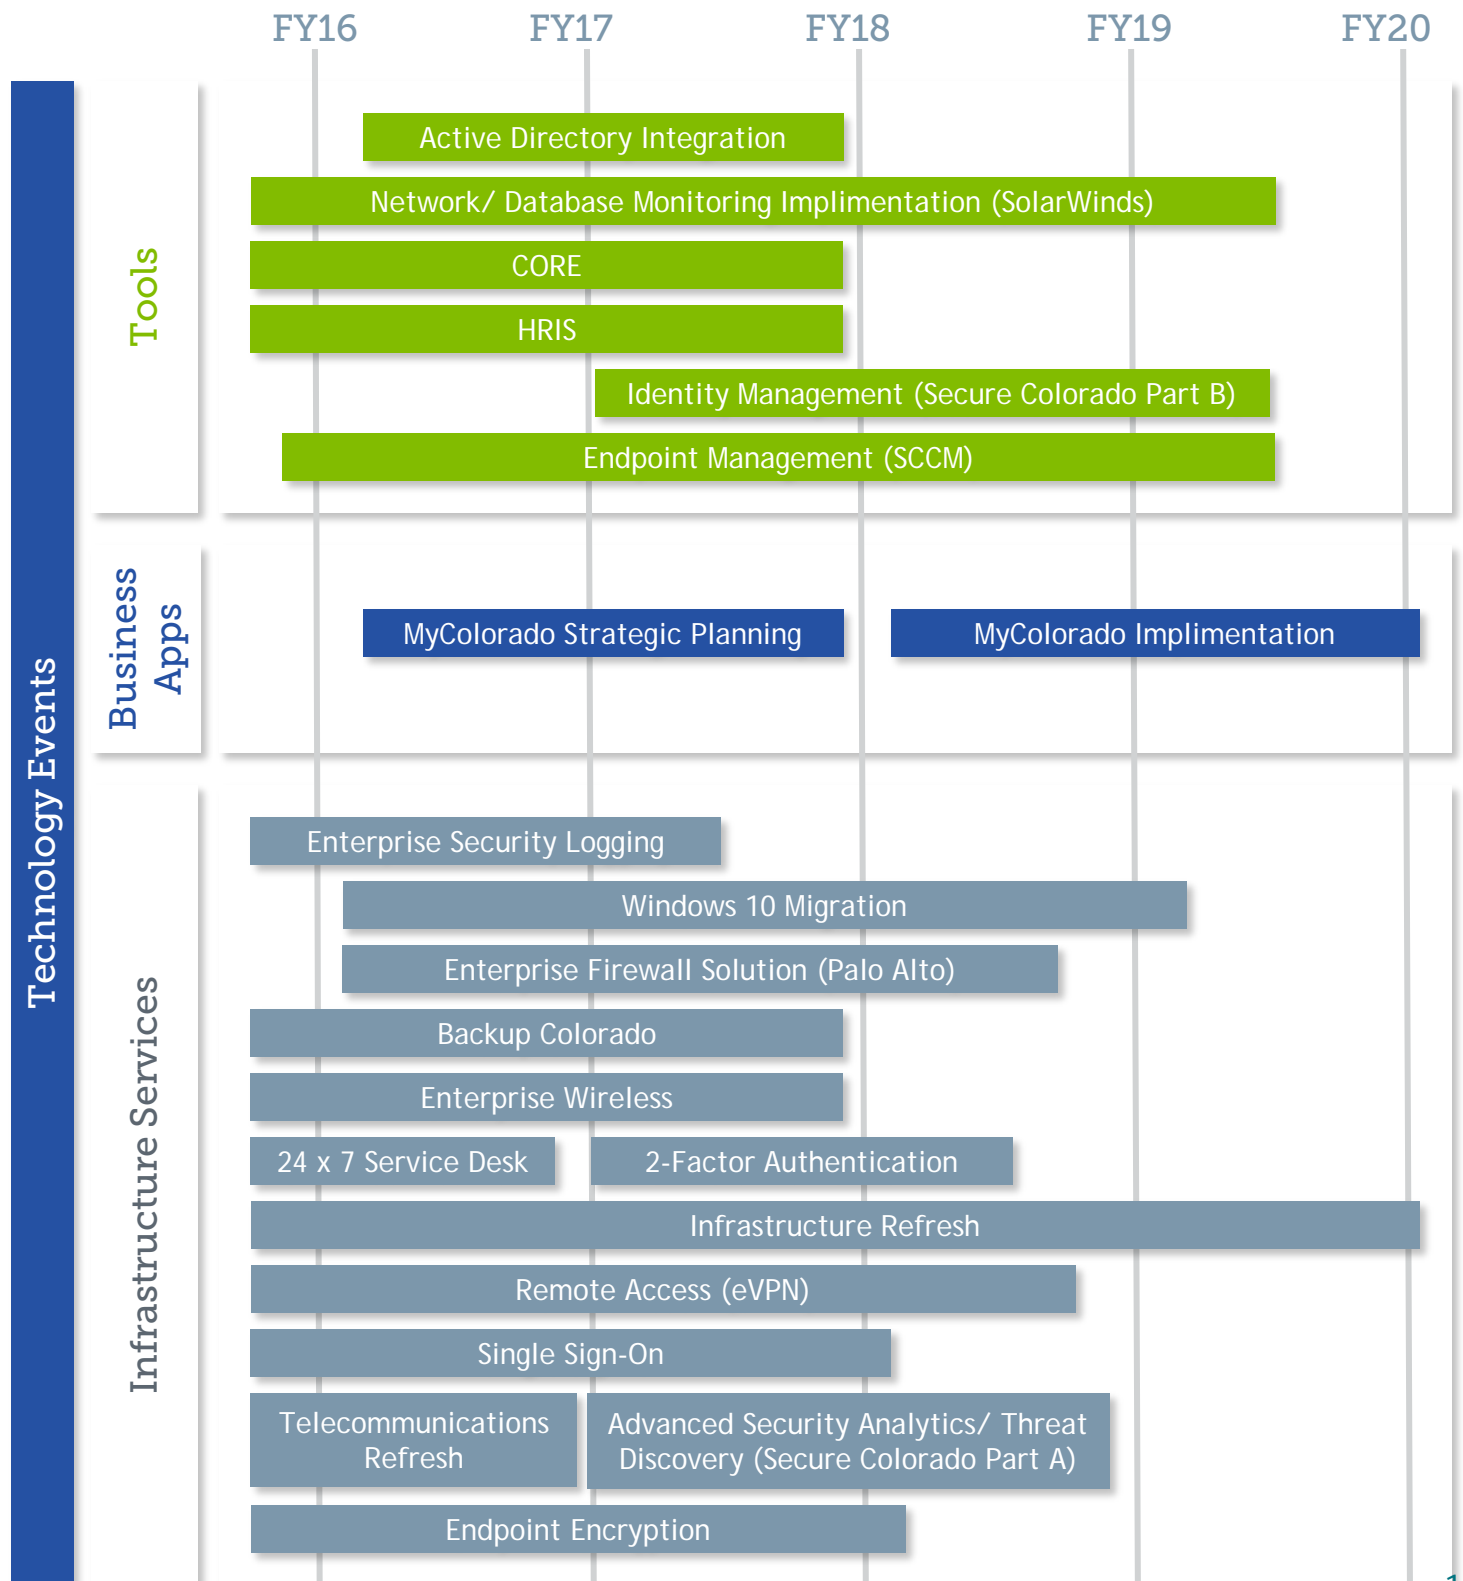 FY16 FY17 FY18 FY19 FY20
Technology Events
Tools
Active Directory Integration
Network/ Database Monitoring Implimentation (SolarWinds)
CORE
HRIS
Identity Management (Secure Colorado Part B)
Endpoint Management (SCCM)
Business
Apps
MyColorado Strategic Planning
MyColorado Implimentation
Infrastructure Services
Enterprise Security Logging
Windows 10 Migration
Enterprise Firewall Solution (Palo Alto)
Backup Colorado
Enterprise Wireless
24 x 7 Service Desk
2-Factor Authentication
Infrastructure Refresh
Remote Access (eVPN)
Single Sign-On
Telecommunications
Refresh
Advanced Security Analytics/ Threat
Discovery (Secure Colorado Part A)
Endpoint Encryption